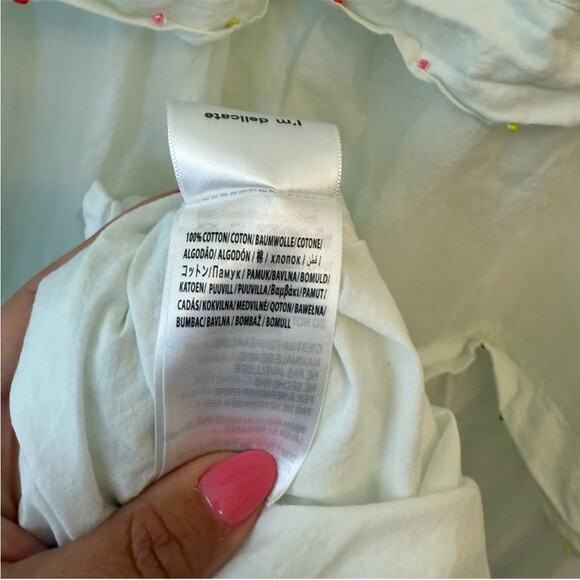 I'm delicate
100% COTTON/ COTON/ BAUMWOLLE/ COTONE/
ALGODÃO/ ALGODÓN/ 棉 / хлопок / قطن /
コットン/ Памук / PAMUK/ BAVLNA/ BOMULD/
KATOEN/ PUUVILL/ PUUVILLA/ Βαμβάκι/ PAMUT/
CADÁS/ KOKVILNA/ MEDVILNĖ/ QOTON/ BAWEŁNA/
BUMBAC/ BAVLNA / BOMBAŻ/ BOMULL